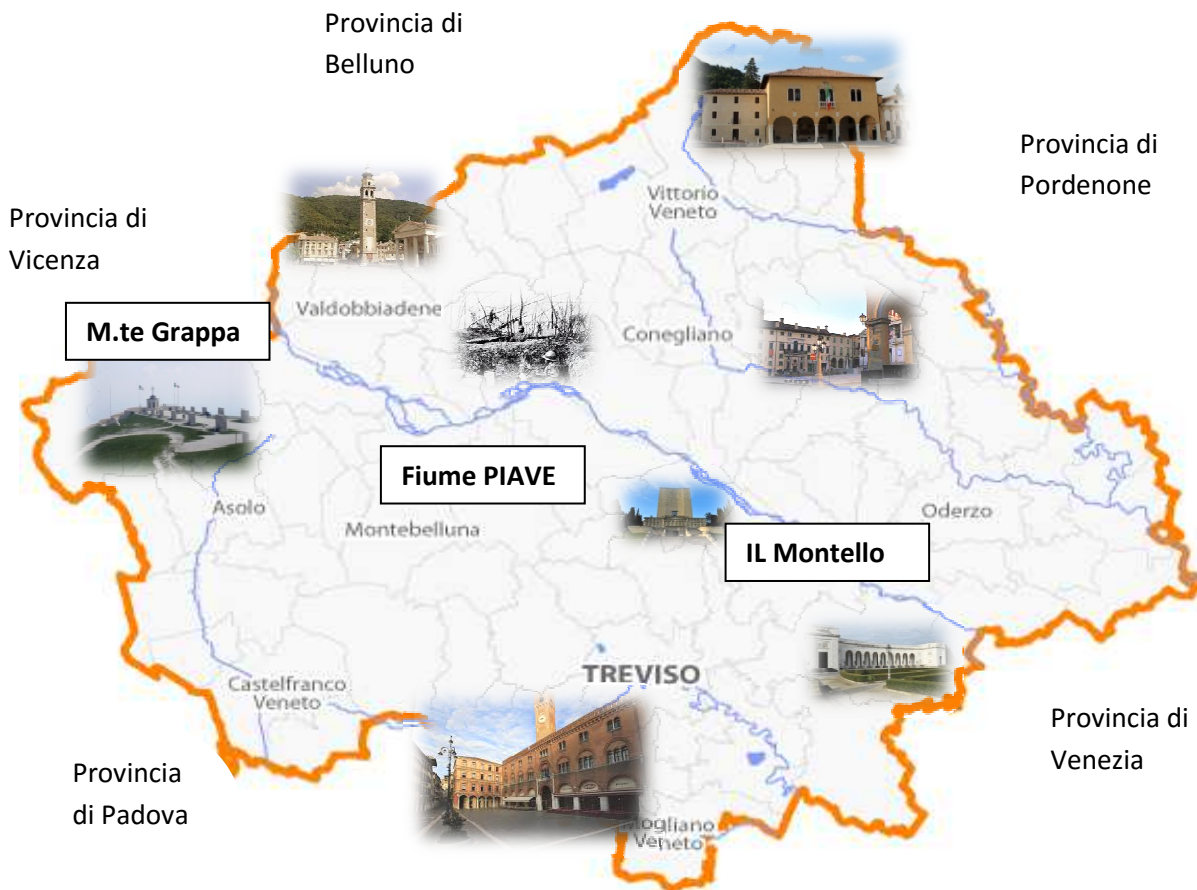 Provincia di
Belluno
Provincia di
Pordenone
Vittorio
Veneto
Provincia di
Vicenza
Valdobbiadene
M.te Grappa
Conegliano
Fiume PIAVE
Asolo
Montebelluna
Oderzo
IL Montello
TREVISO
Castelfranco
Veneto
Provincia di
Venezia
Provincia
di Padova
Mogliano
Veneto